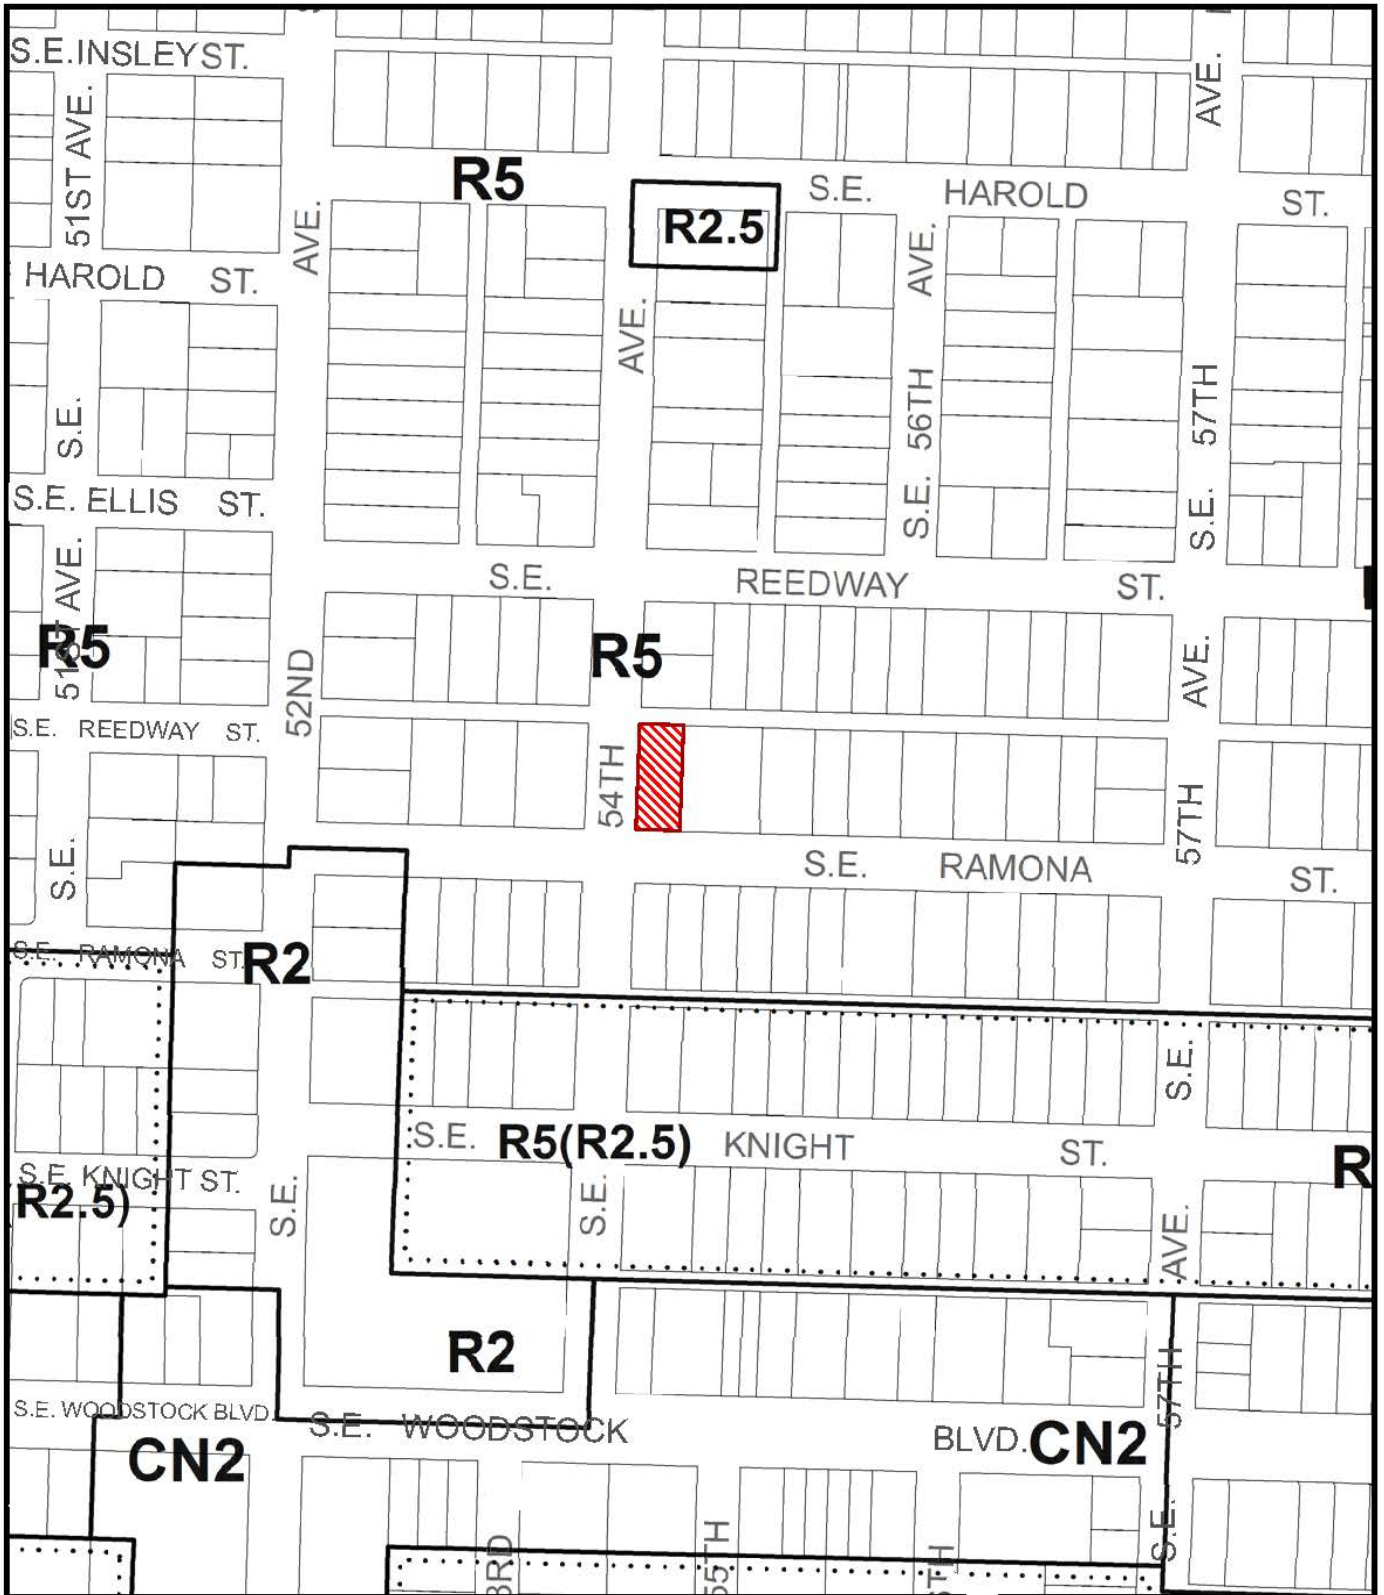 S.E. INSLEY ST.
AVE.
51ST AVE.
R5
S.E. HAROLD ST.
R2.5
AVE.
AVE.
HAROLD ST.
AVE.
S.E.
56TH
57TH
S.E. ELLIS ST.
S.E.
S.E.
51ST AVE.
S.E. REEDWAY ST.
R5
R5
52ND
AVE.
S.E. REEDWAY ST.
54TH
57TH
S.E.
S.E. RAMONA ST.
S.E. RAMONA ST.
R2
S.E.
S.E. R5(R2.5) KNIGHT ST.
R
S.E. KNIGHT ST.
R2.5)
S.E.
S.E.
AVE.
R2
57TH
S.E. WOODSTOCK BLVD.
S.E. WOODSTOCK BLVD.
CN2
CN2
S.E.
55TH